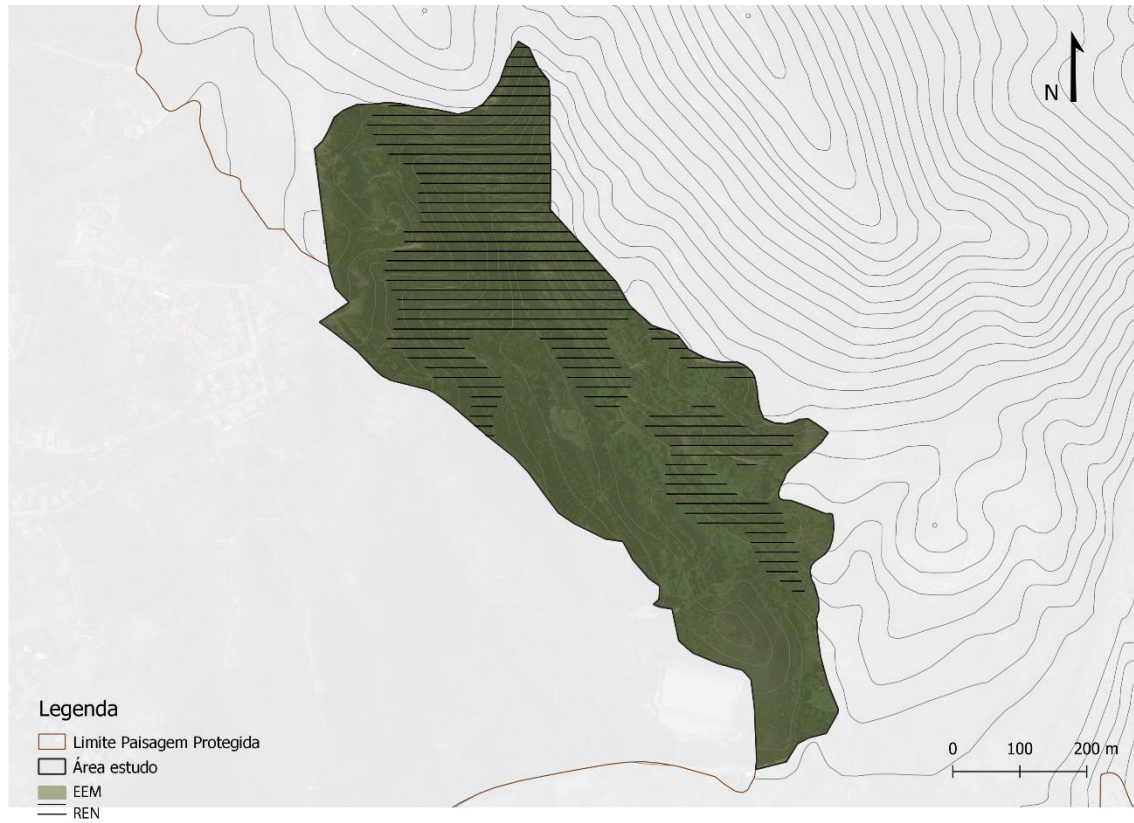 N
Legenda
Limite Paisagem Protegida
Área estudo
EEM
REN
0 100 200 m